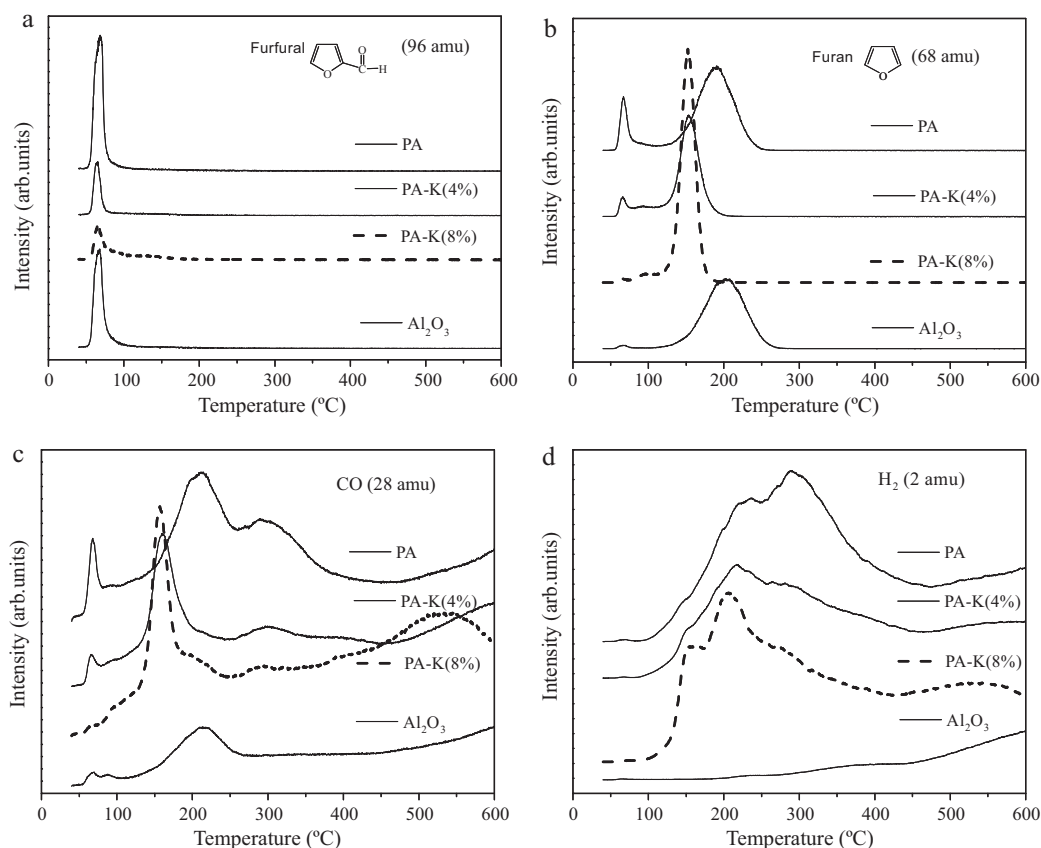 a
Furfural
O
O
C
H
(96 amu)
PA
PA-K(4%)
PA-K(8%)
Al₂O₃
Intensity (arb.units)
0 100 200 300 400 500 600
Temperature (ºC)
b
Furan
O
(68 amu)
PA
PA-K(4%)
PA-K(8%)
Al₂O₃
Intensity (arb.units)
0 100 200 300 400 500 600
Temperature (ºC)
c
CO (28 amu)
PA
PA-K(4%)
PA-K(8%)
Al₂O₃
Intensity (arb.units)
0 100 200 300 400 500 600
Temperature (ºC)
d
H₂ (2 amu)
PA
PA-K(4%)
PA-K(8%)
Al₂O₃
Intensity (arb.units)
0 100 200 300 400 500 600
Temperature (ºC)